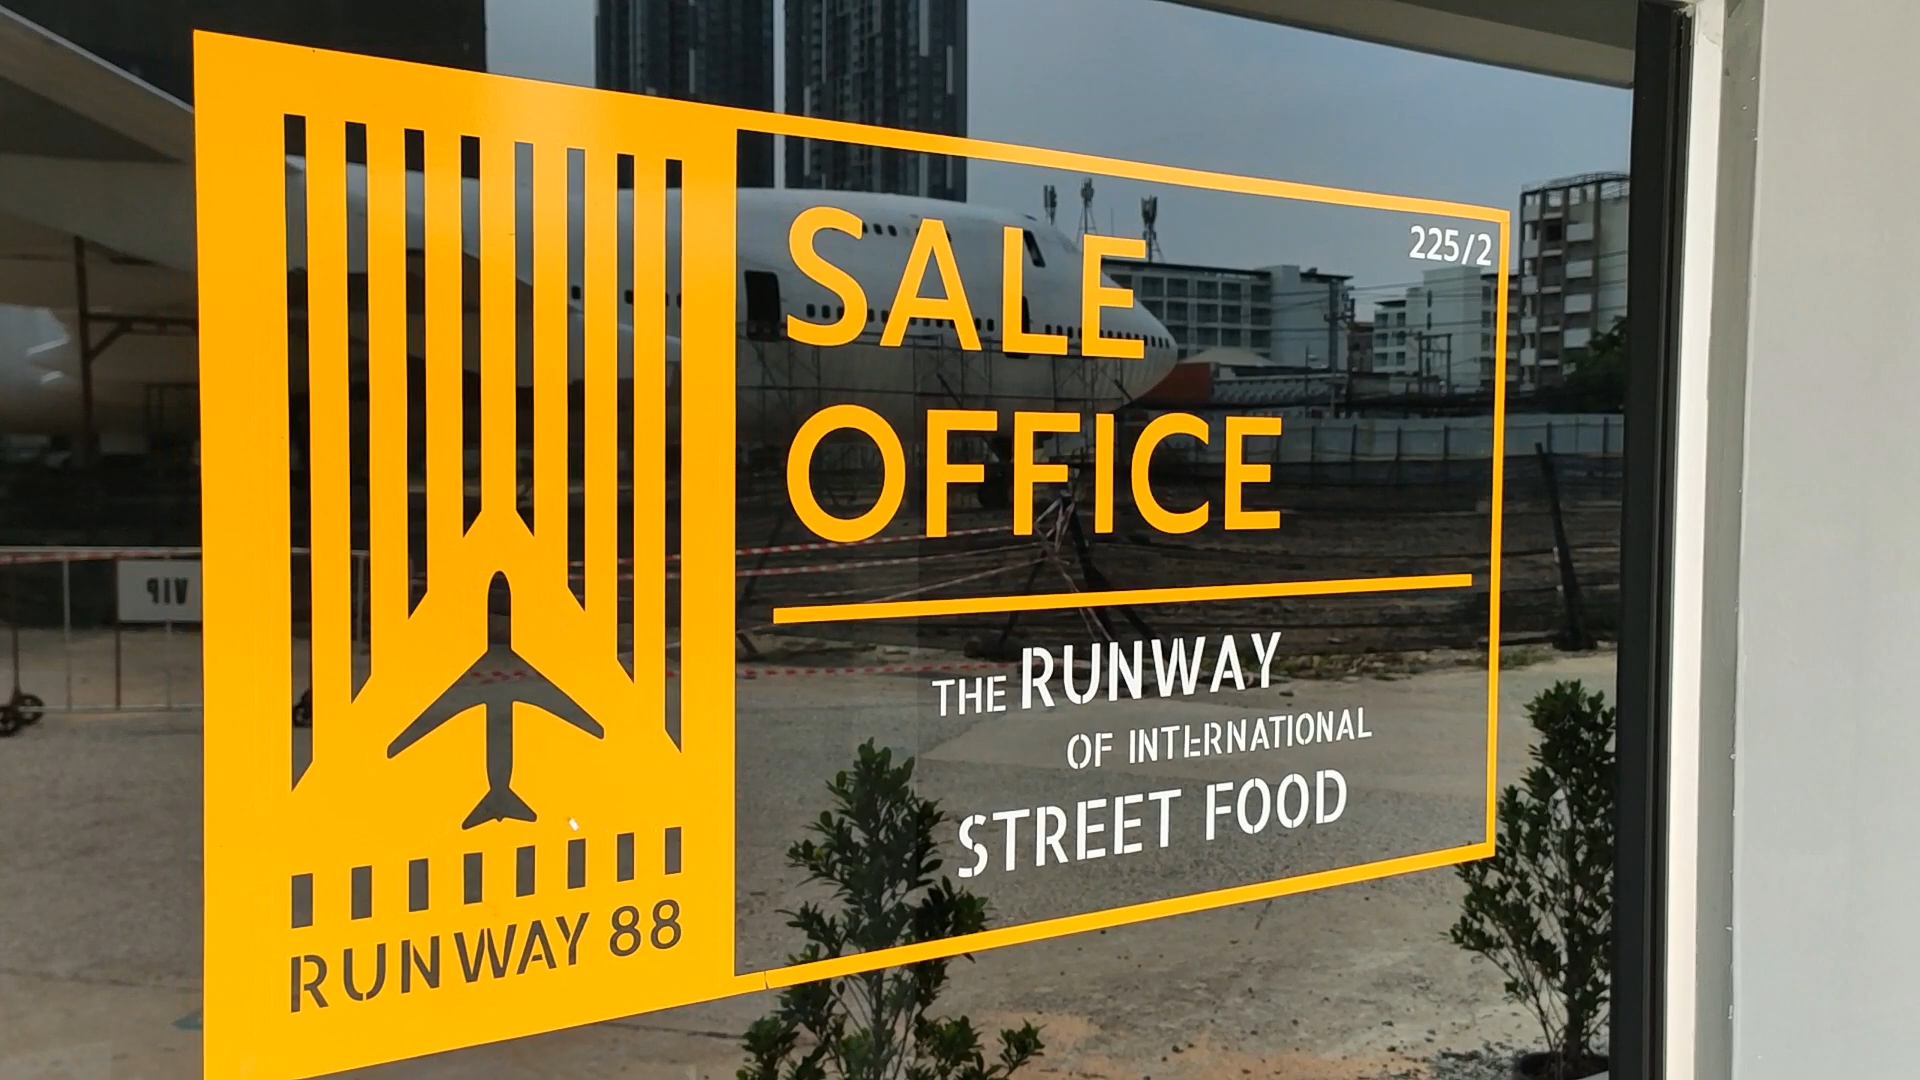 RUNWAY 88
225/2
SALE
OFFICE
THE RUNWAY
OF INTERNATIONAL
STREET FOOD
VIP